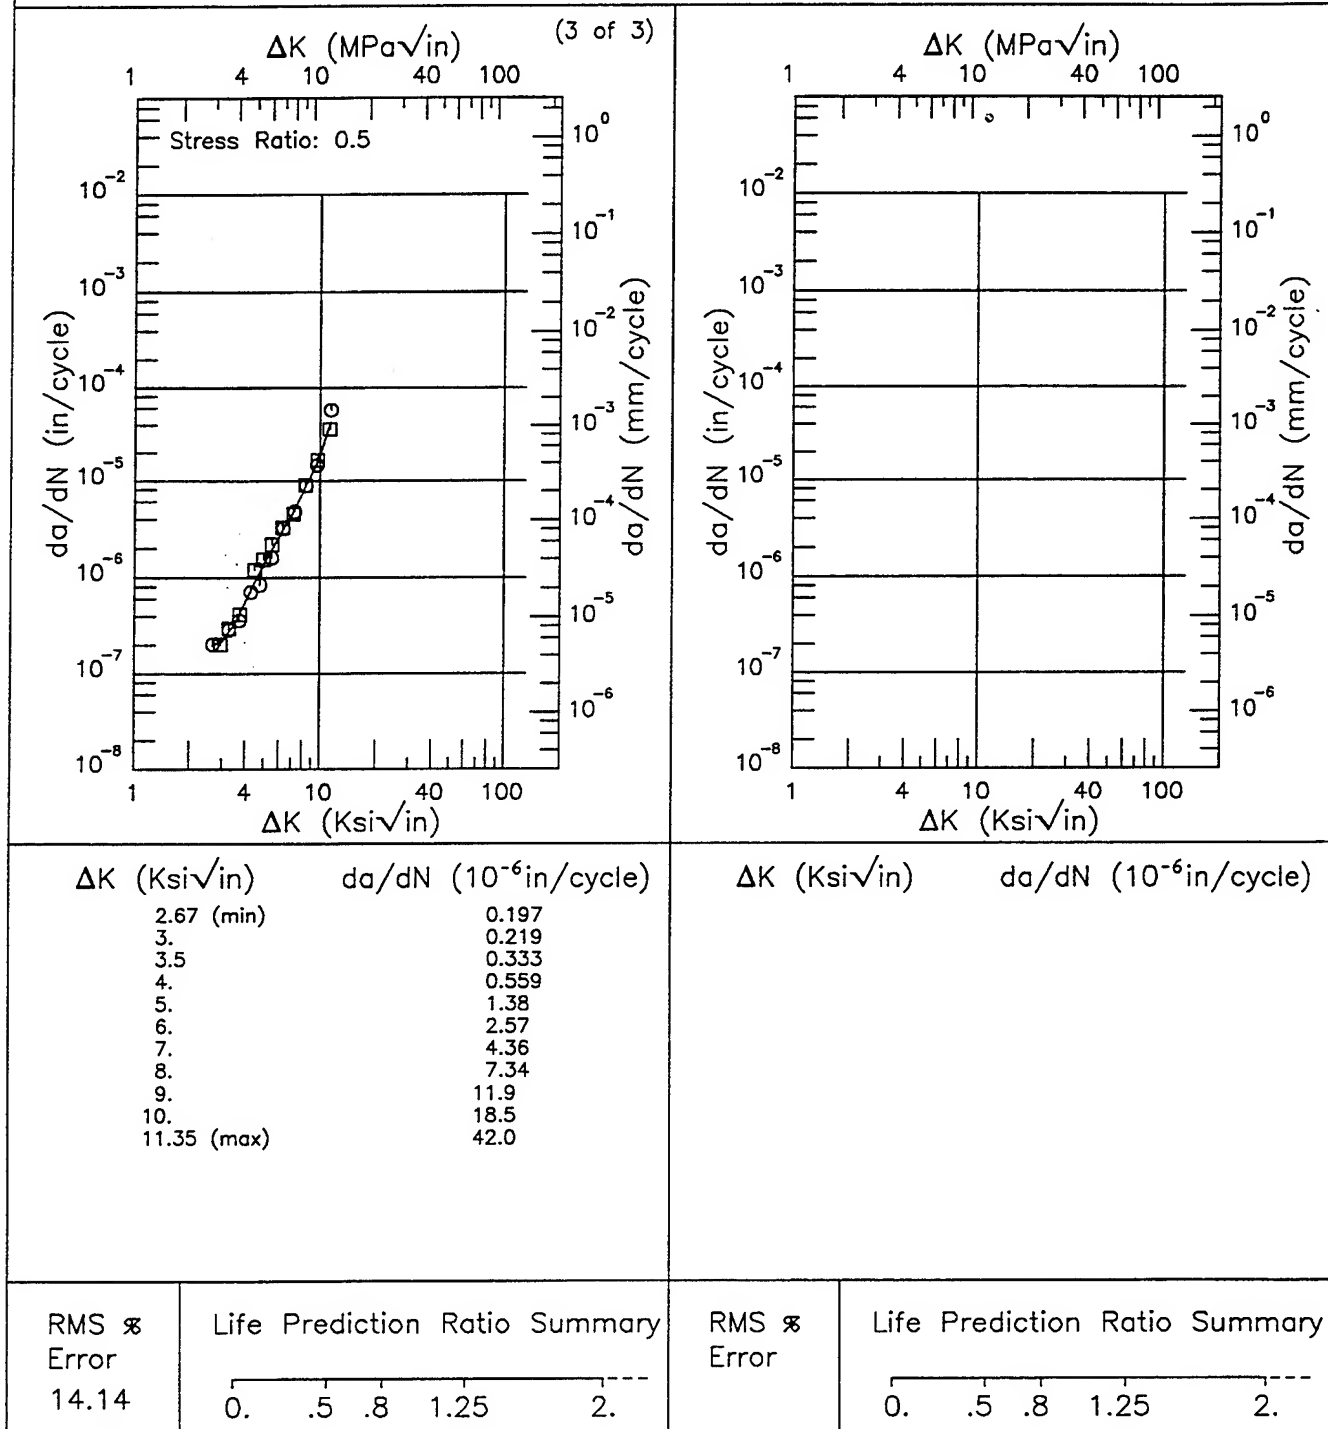 (3 of 3)
ΔK (MPa√in)
1 4 10 40 100
Stress Ratio: 0.5
da/dN (in/cycle)
10⁻²
10⁻³
10⁻⁴
10⁻⁵
10⁻⁶
10⁻⁷
10⁻⁸
10⁰
10⁻¹
10⁻²
10⁻³
10⁻⁴
10⁻⁵
10⁻⁶
da/dN (mm/cycle)
1 4 10 40 100
ΔK (Ksi√in)
ΔK (MPa√in)
1 4 10 40 100
da/dN (in/cycle)
10⁻²
10⁻³
10⁻⁴
10⁻⁵
10⁻⁶
10⁻⁷
10⁻⁸
10⁰
10⁻¹
10⁻²
10⁻³
10⁻⁴
10⁻⁵
10⁻⁶
da/dN (mm/cycle)
1 4 10 40 100
ΔK (Ksi√in)
ΔK (Ksi√in) da/dN (10⁻⁶in/cycle)
2.67 (min) 0.197
3. 0.219
3.5 0.333
4. 0.559
5. 1.38
6. 2.57
7. 4.36
8. 7.34
9. 11.9
10. 18.5
11.35 (max) 42.0
ΔK (Ksi√in) da/dN (10⁻⁶in/cycle)
RMS %
Error
14.14
Life Prediction Ratio Summary
0. .5 .8 1.25 2.
RMS %
Error
Life Prediction Ratio Summary
0. .5 .8 1.25 2.